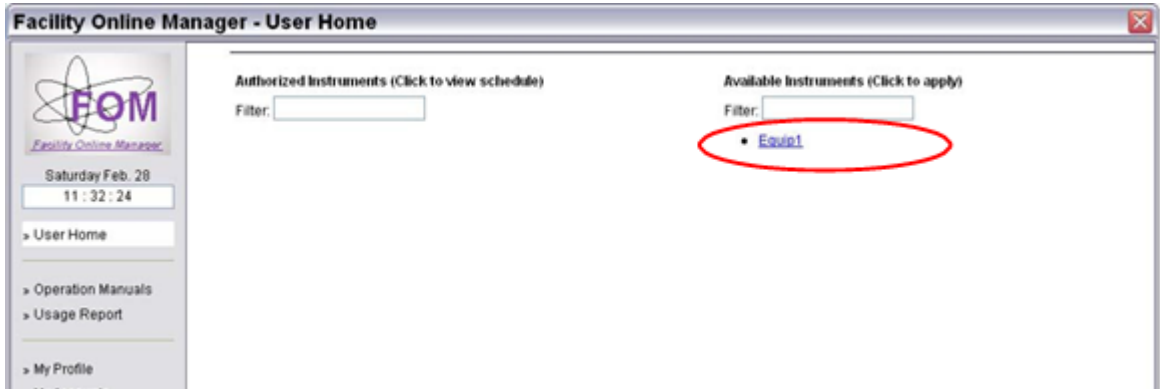 Facility Online Manager - User Home
FOM
Facility Online Manager
Saturday Feb. 28
11 : 32 : 24
» User Home
» Operation Manuals
» Usage Report
» My Profile
Authorized Instruments (Click to view schedule)
Filter:
Available Instruments (Click to apply)
Filter:
• Equip1